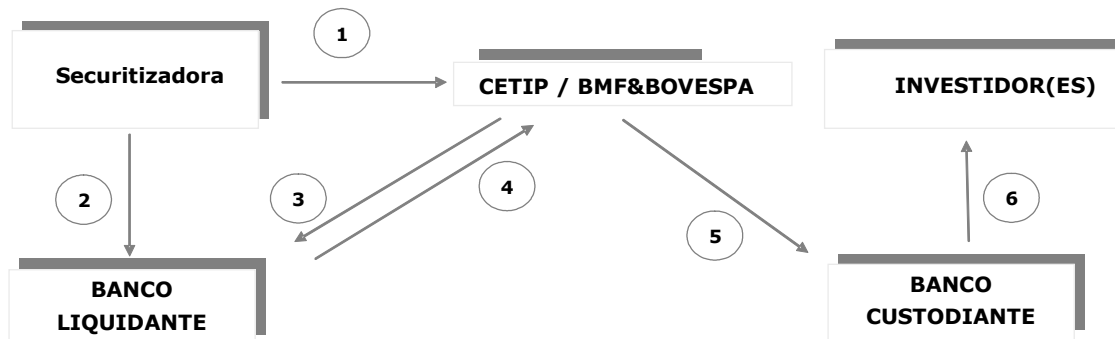 1
Securitizadora
CETIP / BMF&BOVESPA
INVESTIDOR(ES)
2
3
4
5
6
BANCO
LIQUIDANTE
BANCO
CUSTODIANTE